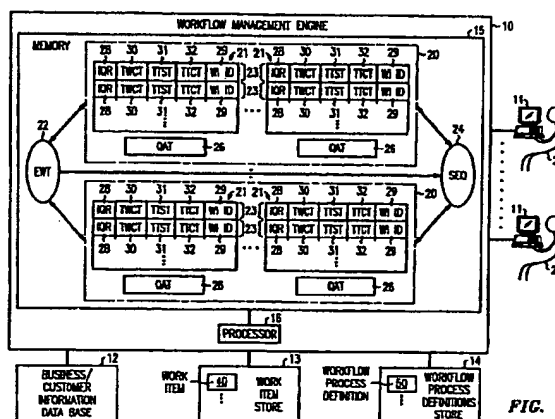 WORKFLOW MANAGEMENT ENGINE
10
15
MEMORY
20
28 30 31 32 29 21 21 28 30 31 32 29
IQR TWCT TTST TTCT WI ID 23 IQR TWCT TTST TTCT WI ID
IQR TWCT TTST TTCT WI ID 23 IQR TWCT TTST TTCT WI ID
28 30 31 32 29 28 30 31 32 29
QAT 26 QAT 26
11
22
EWT
24
SEQ
20
28 30 31 32 29 21 21 28 30 31 32 29
IQR TWCT TTST TTCT WI ID 23 IQR TWCT TTST TTCT WI ID
IQR TWCT TTST TTCT WI ID 23 IQR TWCT TTST TTCT WI ID
28 30 31 32 29 28 30 31 32 29
QAT 26 QAT 26
11
PROCESSOR 16
BUSINESS/
CUSTOMER
INFORMATION
DATA BASE
12
WORK
ITEM
40
WORK
ITEM
STORE
13
WORKFLOW
PROCESS
DEFINITION
50
WORKFLOW
PROCESS
DEFINITIONS
STORE
14
FIG.